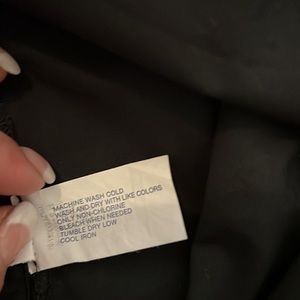 MACHINE WASH COLD
WASH AND DRY WITH LIKE COLORS
ONLY NON-CHLORINE
BLEACH WHEN NEEDED
TUMBLE DRY LOW
COOL IRON